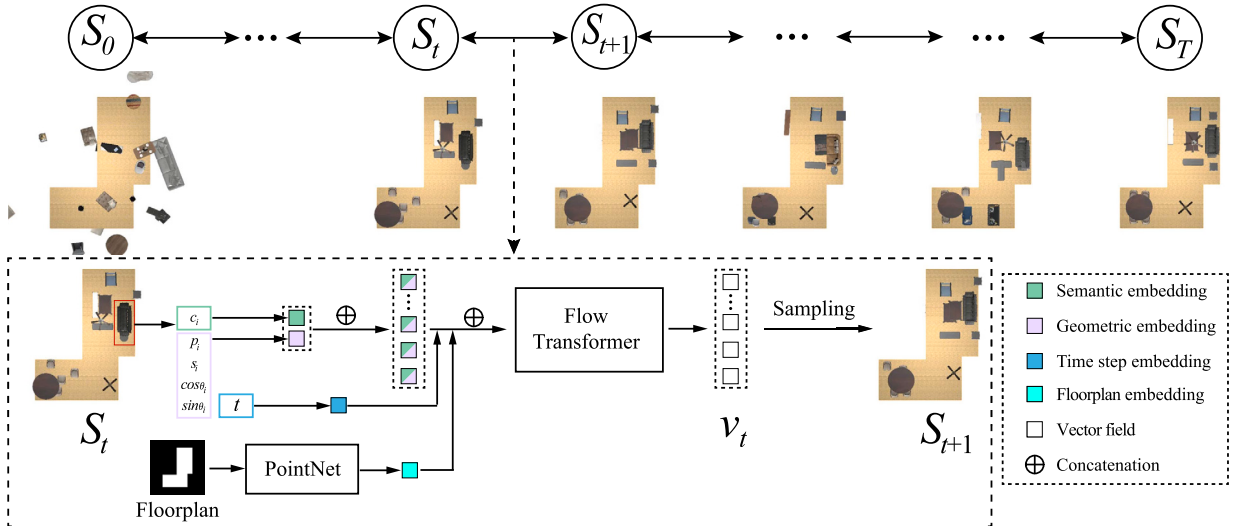 S0 ... St St+1 ... ... ST
Semantic embedding
Geometric embedding
Time step embedding
Floorplan embedding
Vector field
Concatenation
ci
pi
si
cosθi
sinθi
t
St
Floorplan
PointNet
Flow
Transformer
vt
Sampling
St+1